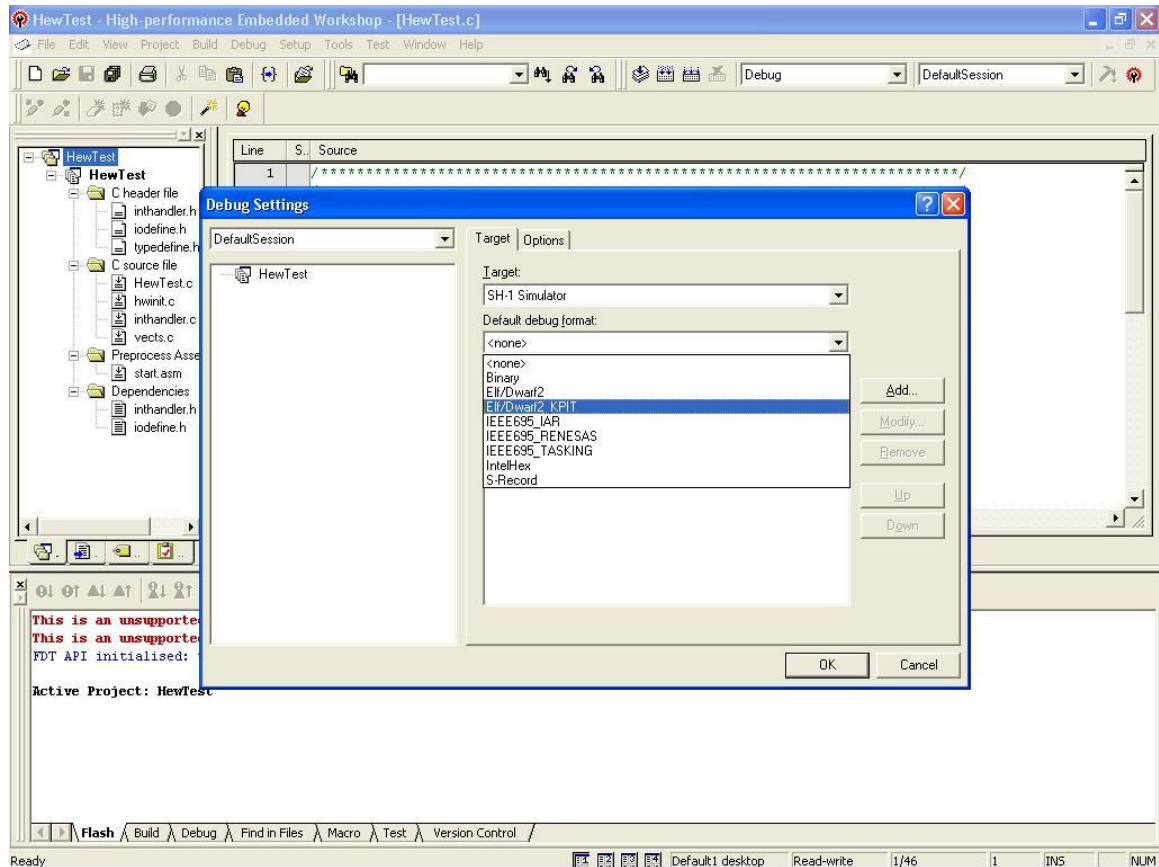 HewTest - High-performance Embedded Workshop - [HewTest.c]
File Edit View Project Build Debug Setup Tools Test Window Help
Debug DefaultSession
HewTest
HewTest
C header file
inthandler.h
iodefine.h
typedefine.h
C source file
HewTest.c
hwinit.c
inthandler.c
vects.c
Preprocess Asse
start.asm
Dependencies
inthandler.h
iodefine.h
Line S.. Source
1 /***********************************************************************/
Debug Settings
DefaultSession
HewTest
Target Options
Target:
SH-1 Simulator
Default debug format:
<none>
<none>
Binary
Elf/Dwarf2
Elf/Dwarf2_KPIT
IEEE695_IAR
IEEE695_RENESAS
IEEE695_TASKING
IntelHex
S-Record
Add...
Modify...
Remove
Up
Down
OK Cancel
This is an unsupporte
This is an unsupporte
FDT API initialised:
Active Project: HewTest
Flash Build Debug Find in Files Macro Test Version Control
Ready Default1 desktop Read-write 1/46 1 INS NUM